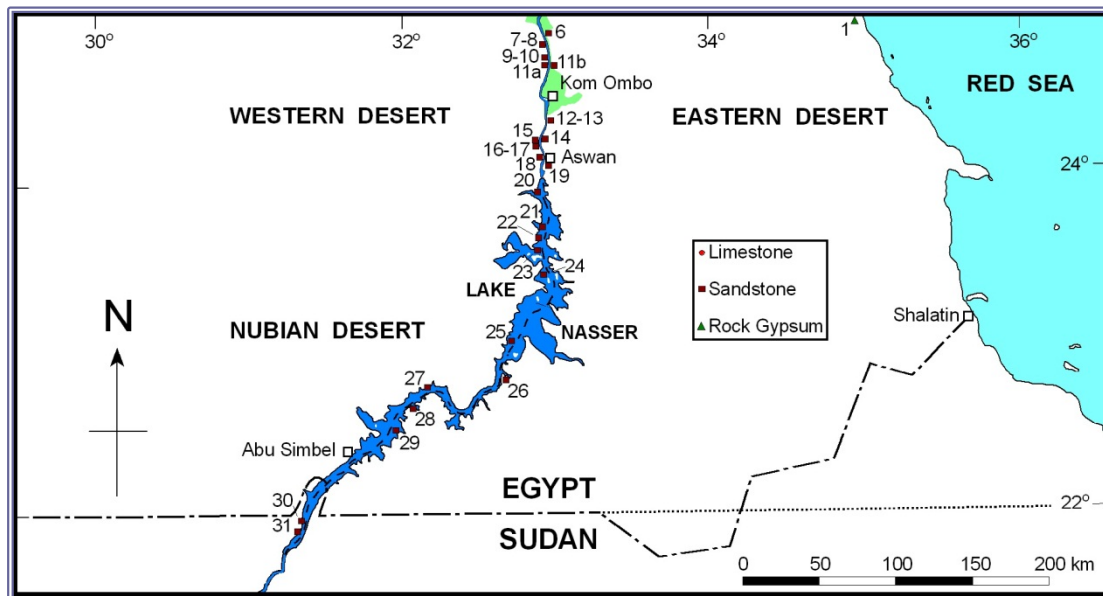 30°
32°
34°
36°
1
6
7-8
9-10
11a
11b
Kom Ombo
RED SEA
WESTERN DESERT
EASTERN DESERT
12-13
15
14
16-17
Aswan
18
19
24°
20
21
22
23
24
Limestone
LAKE
Sandstone
NUBIAN DESERT
NASSER
Rock Gypsum
Shalatin
N
25
26
27
28
29
Abu Simbel
30
EGYPT
22°
31
SUDAN
0 50 100 150 200 km